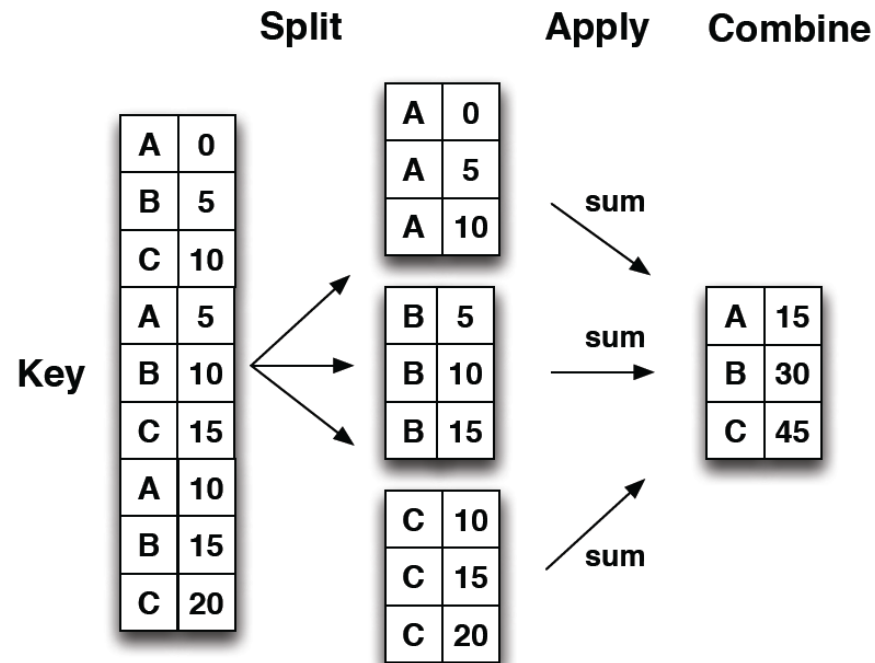 Split Apply Combine
Key
A 0
B 5
C 10
A 5
B 10
C 15
A 10
B 15
C 20
A 0
A 5
A 10
B 5
B 10
B 15
C 10
C 15
C 20
sum
sum
sum
A 15
B 30
C 45